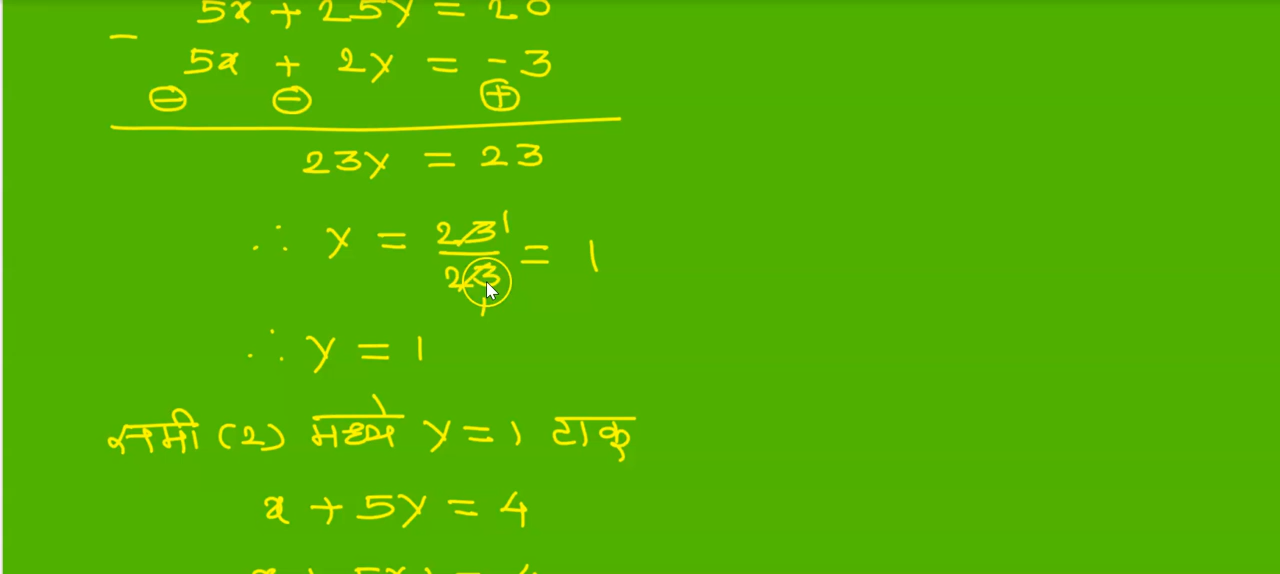 5x + 25y = 20
- 5x + 2y = -3
⊖ ⊖ ⊕
23y = 23
∴ y = 23/23 = 1
∴ y = 1
समी (2) मध्ये y = 1 टाकू
x + 5y = 4